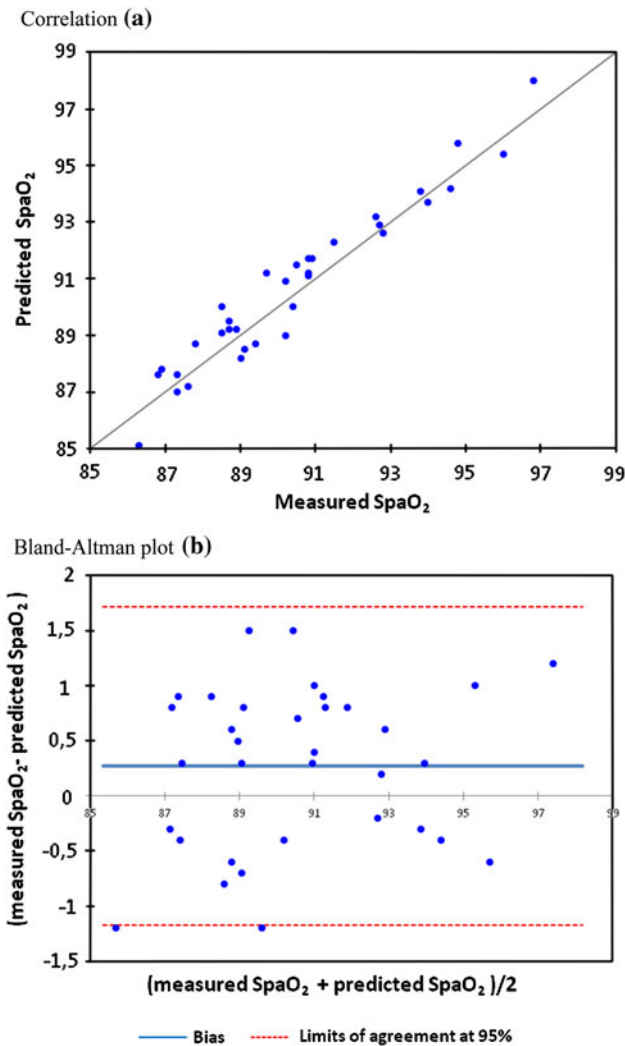 Correlation (a)
99
97
95
93
91
89
87
85
Predicted SpaO₂
85 87 89 91 93 95 97 99
Measured SpaO₂
Bland-Altman plot (b)
2
1,5
1
0,5
0
-0,5
-1
-1,5
(measured SpaO₂- predicted SpaO₂ )
85 87 89 91 93 95 97 99
(measured SpaO₂ + predicted SpaO₂ )/2
Bias Limits of agreement at 95%